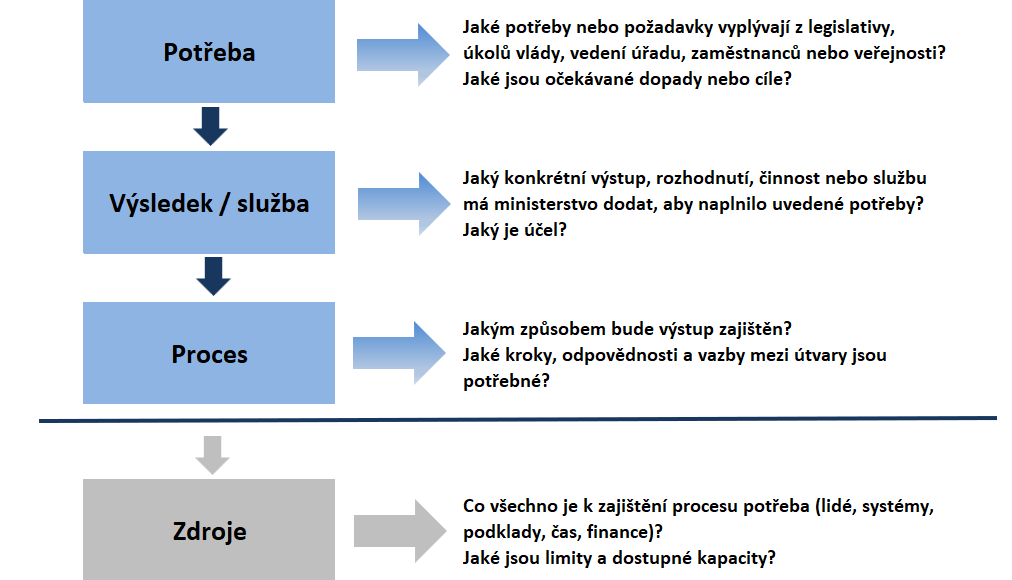 Potřeba
Jaké potřeby nebo požadavky vyplývají z legislativy,
úkolů vlády, vedení úřadu, zaměstnanců nebo veřejnosti?
Jaké jsou očekávané dopady nebo cíle?
Výsledek / služba
Jaký konkrétní výstup, rozhodnutí, činnost nebo službu
má ministerstvo dodat, aby naplnilo uvedené potřeby?
Jaký je účel?
Proces
Jakým způsobem bude výstup zajištěn?
Jaké kroky, odpovědnosti a vazby mezi útvary jsou
potřebné?
Zdroje
Co všechno je k zajištění procesu potřeba (lidé, systémy,
podklady, čas, finance)?
Jaké jsou limity a dostupné kapacity?